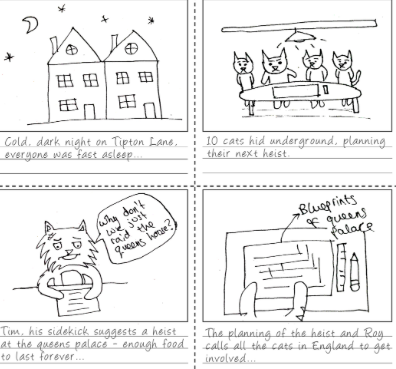 Cold, dark night on Tipton Lane,
everyone was fast asleep...
10 cats hid underground, planning
their next heist.
Why don't
we just
raid the
queens house?
Blueprints
of queens
palace
Tim, his sidekick suggests a heist
at the queens palace - enough food
to last forever...
The planning of the heist and Roy
calls all the cats in England to get
involved...